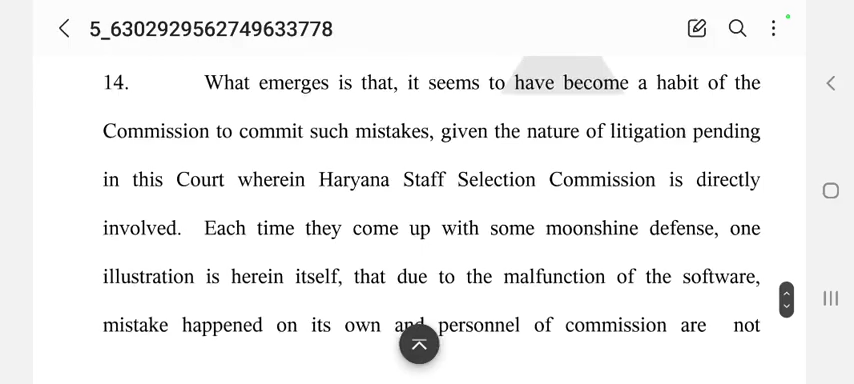 5_6302929562749633778
14. What emerges is that, it seems to have become a habit of the
Commission to commit such mistakes, given the nature of litigation pending
in this Court wherein Haryana Staff Selection Commission is directly
involved. Each time they come up with some moonshine defense, one
illustration is herein itself, that due to the malfunction of the software,
mistake happened on its own and personnel of commission are not